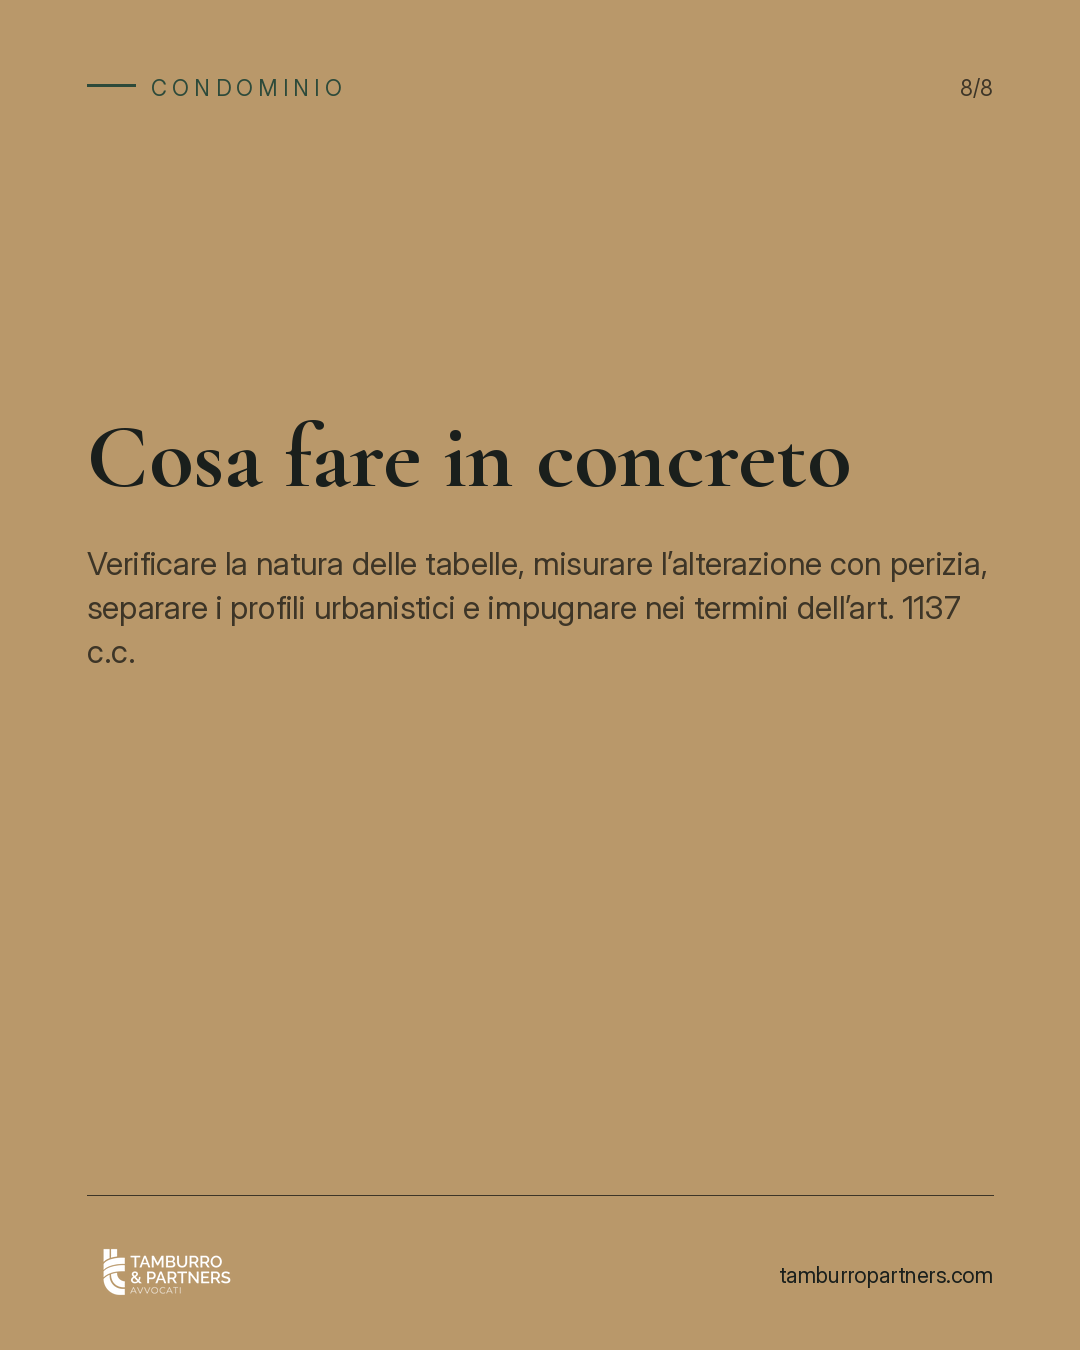 CONDOMINIO
8/8
Cosa fare in concreto
Verificare la natura delle tabelle, misurare l’alterazione con perizia,
separare i profili urbanistici e impugnare nei termini dell’art. 1137
c.c.
TAMBURRO
& PARTNERS
AVVOCATI
tamburropartners.com